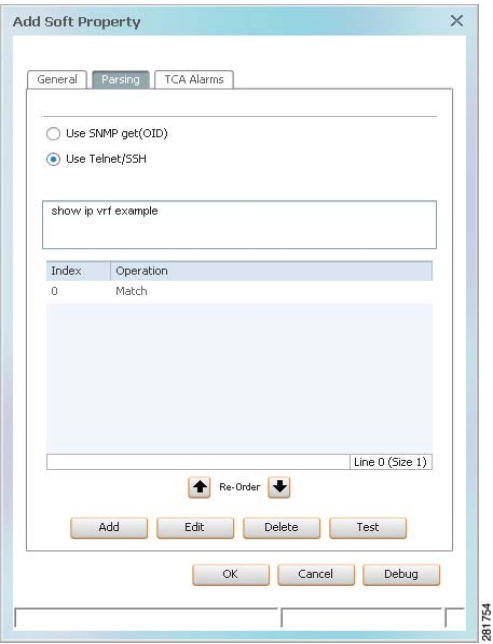 Add Soft Property
General Parsing TCA Alarms
Use SNMP get(OID)
Use Telnet/SSH
show ip vrf example
Index Operation
0 Match
Line 0 (Size 1)
Re-Order
Add Edit Delete Test
OK Cancel Debug
281754